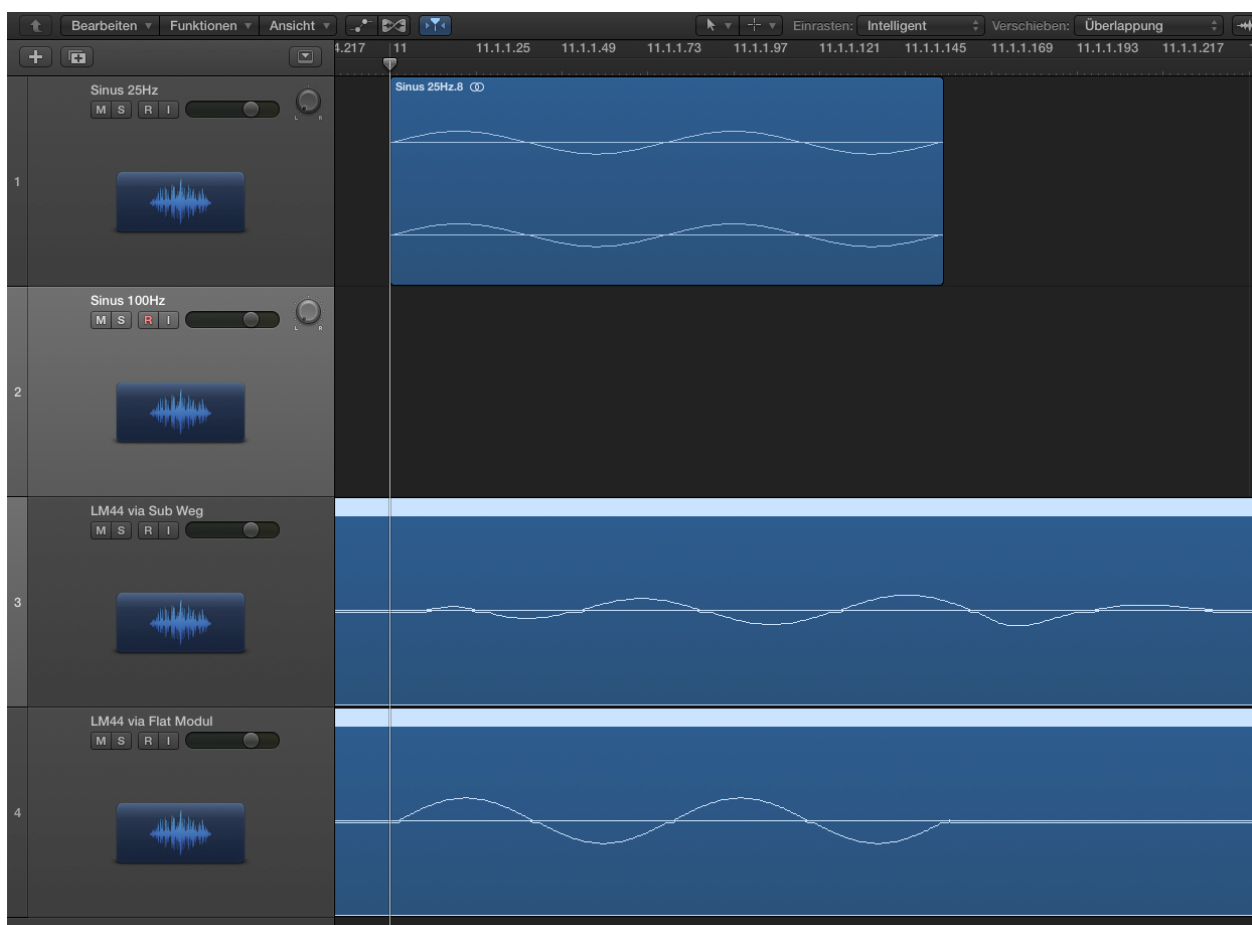 Bearbeiten Funktionen Ansicht Einrasten: Intelligent Verschieben: Überlappung
4.217 11 11.1.1.25 11.1.1.49 11.1.1.73 11.1.1.97 11.1.1.121 11.1.1.145 11.1.1.169 11.1.1.193 11.1.1.217
Sinus 25Hz
M S R I
L R
1
Sinus 25Hz.8
Sinus 100Hz
M S R I
L R
2
LM44 via Sub Weg
M S R I
3
LM44 via Flat Modul
M S R I
4